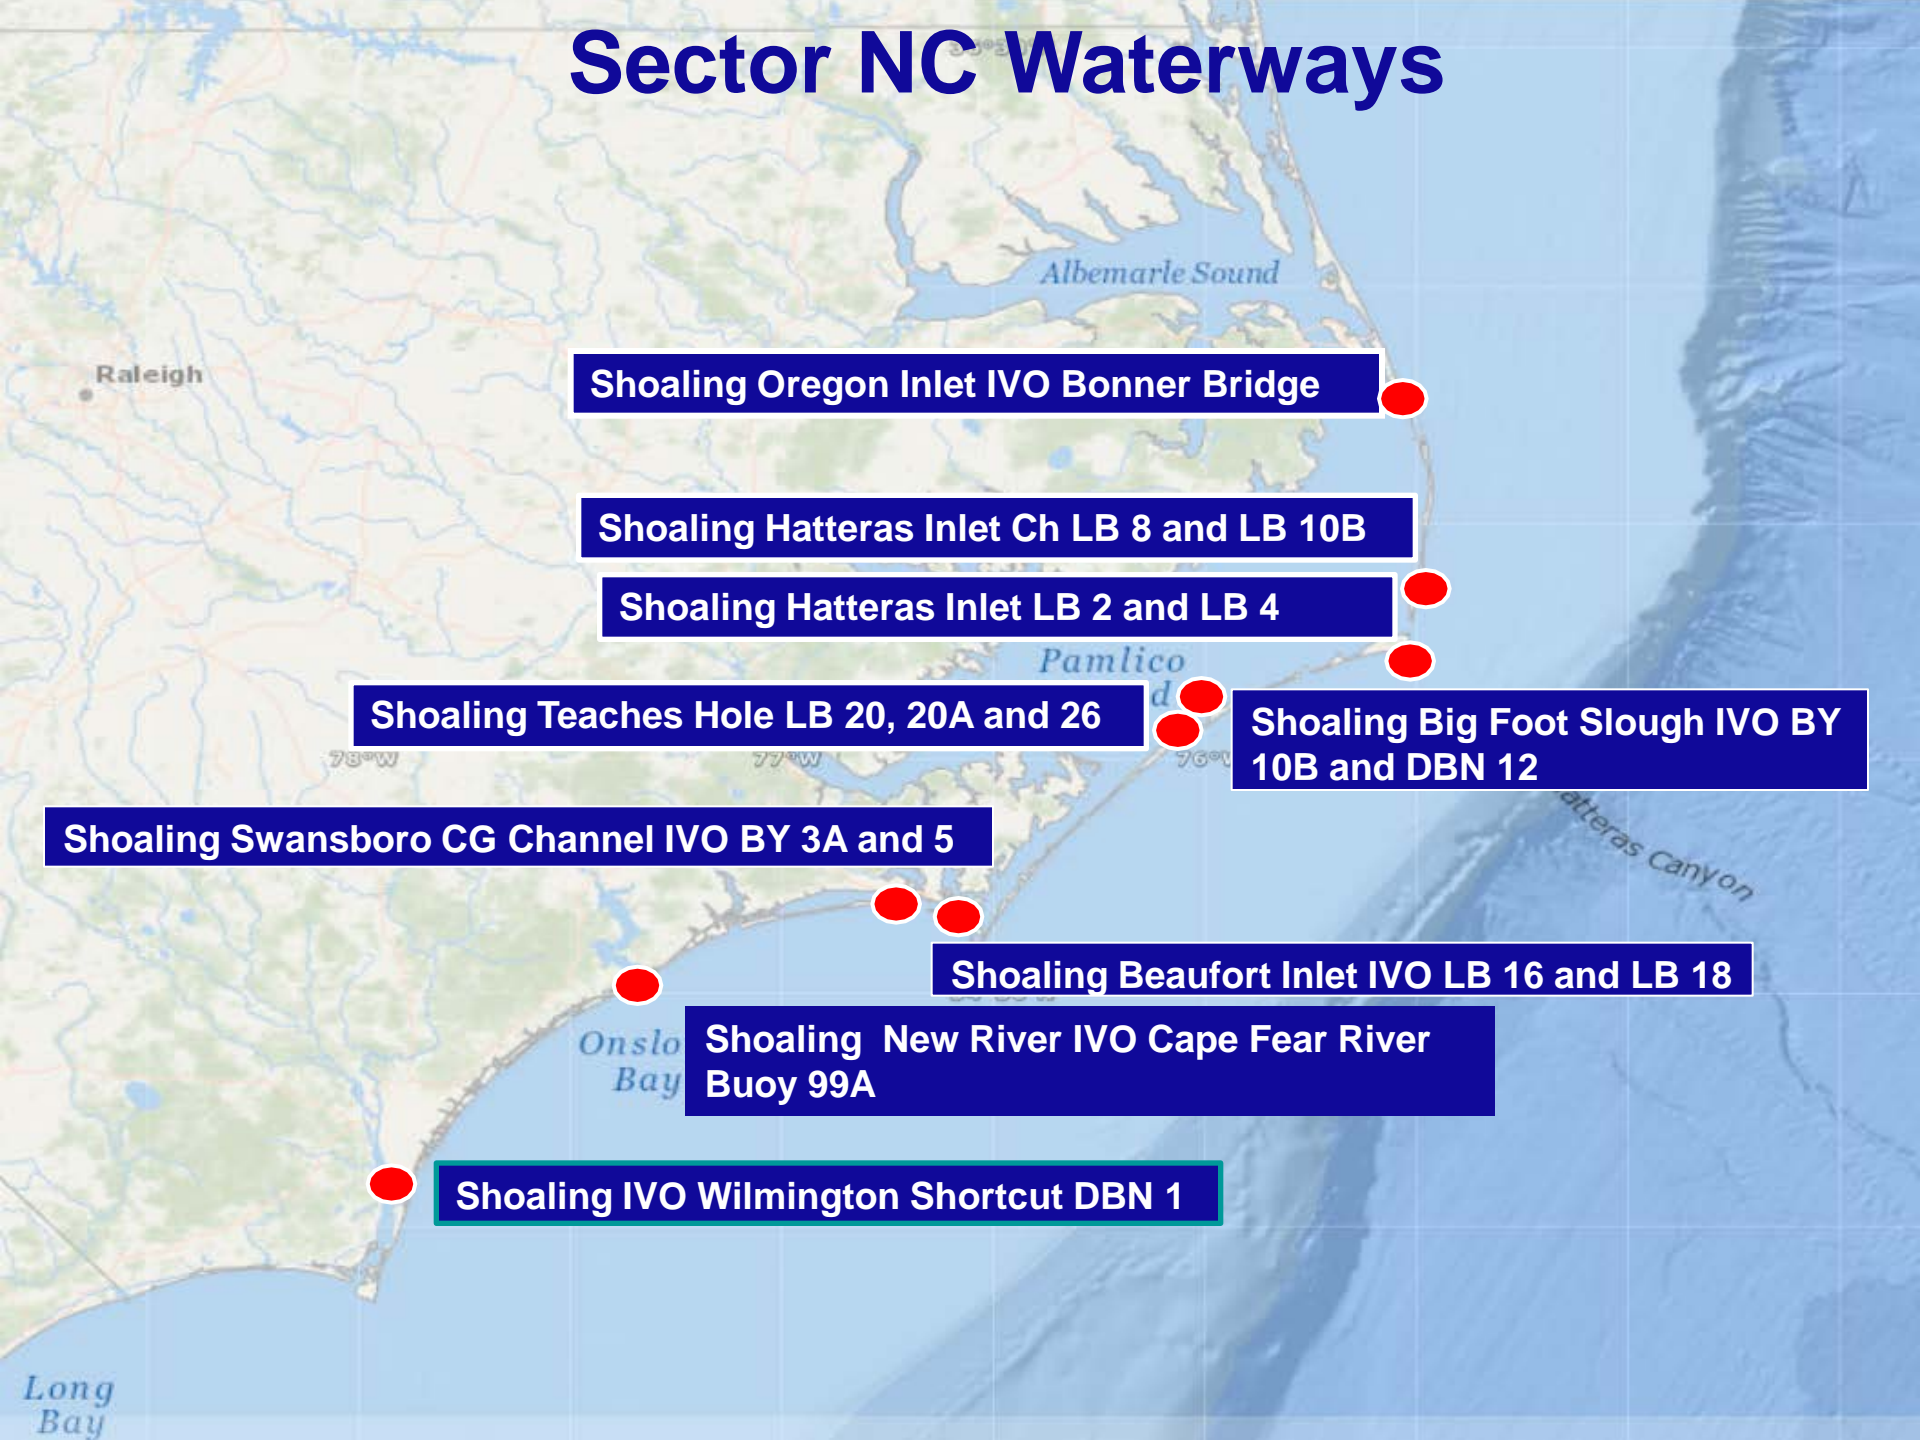 Sector NC Waterways
Albemarle Sound
Raleigh
Shoaling Oregon Inlet IVO Bonner Bridge
Shoaling Hatteras Inlet Ch LB 8 and LB 10B
Shoaling Hatteras Inlet LB 2 and LB 4
Pamlico
d
Shoaling Teaches Hole LB 20, 20A and 26
Shoaling Big Foot Slough IVO BY
10B and DBN 12
78°W
77°W
76°W
atteras Canyon
Shoaling Swansboro CG Channel IVO BY 3A and 5
Shoaling Beaufort Inlet IVO LB 16 and LB 18
Onslo
Bay
Shoaling  New River IVO Cape Fear River
Buoy 99A
Shoaling IVO Wilmington Shortcut DBN 1
Long
Bay